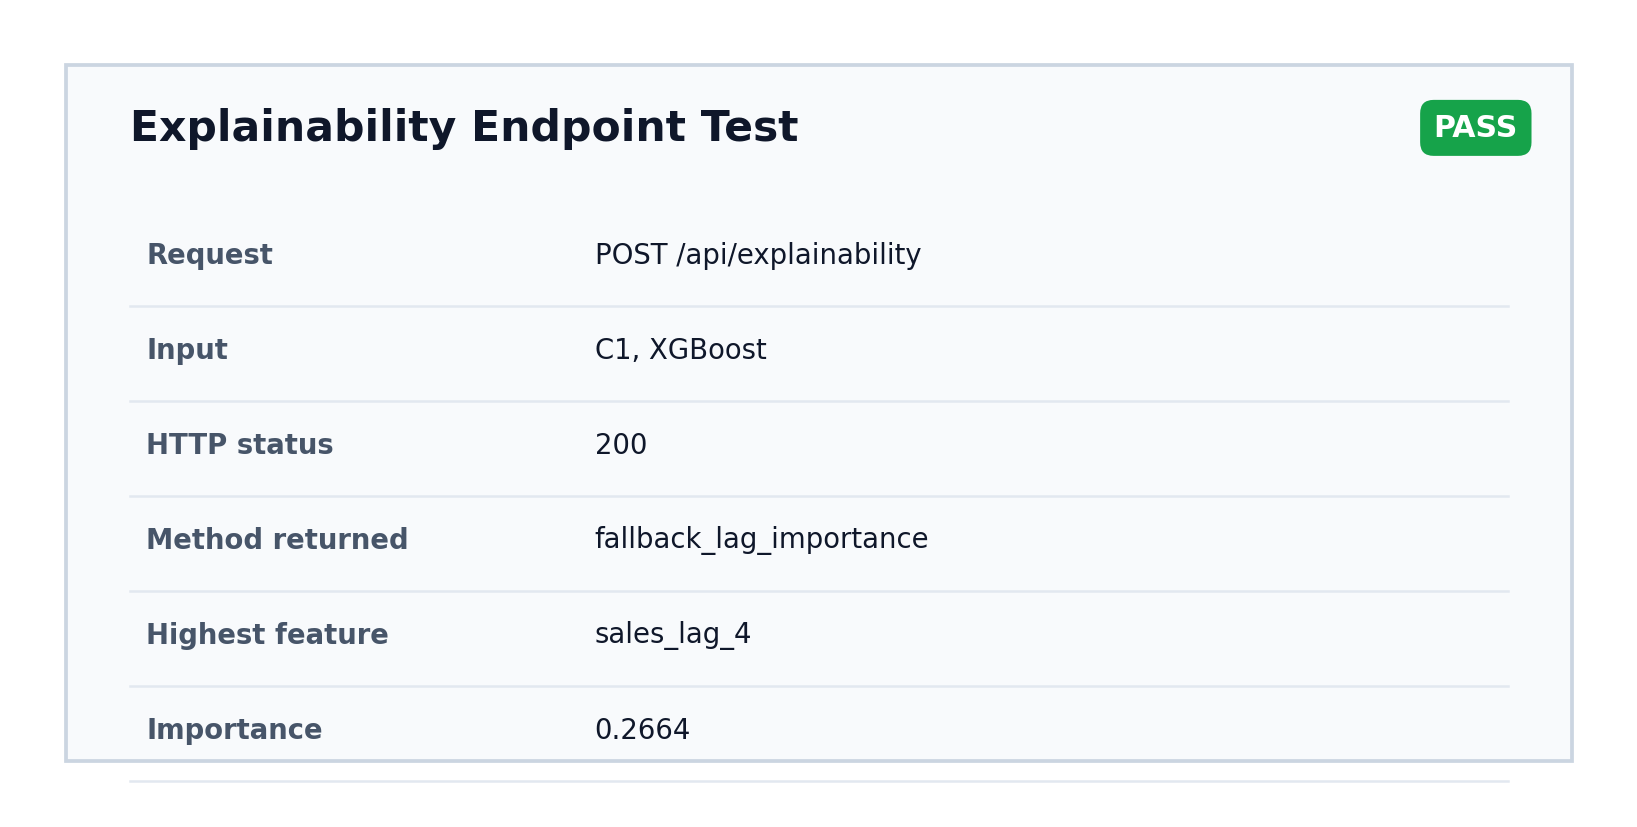 Explainability Endpoint Test PASS
Request POST /api/explainability
Input C1, XGBoost
HTTP status 200
Method returned fallback_lag_importance
Highest feature sales_lag_4
Importance 0.2664